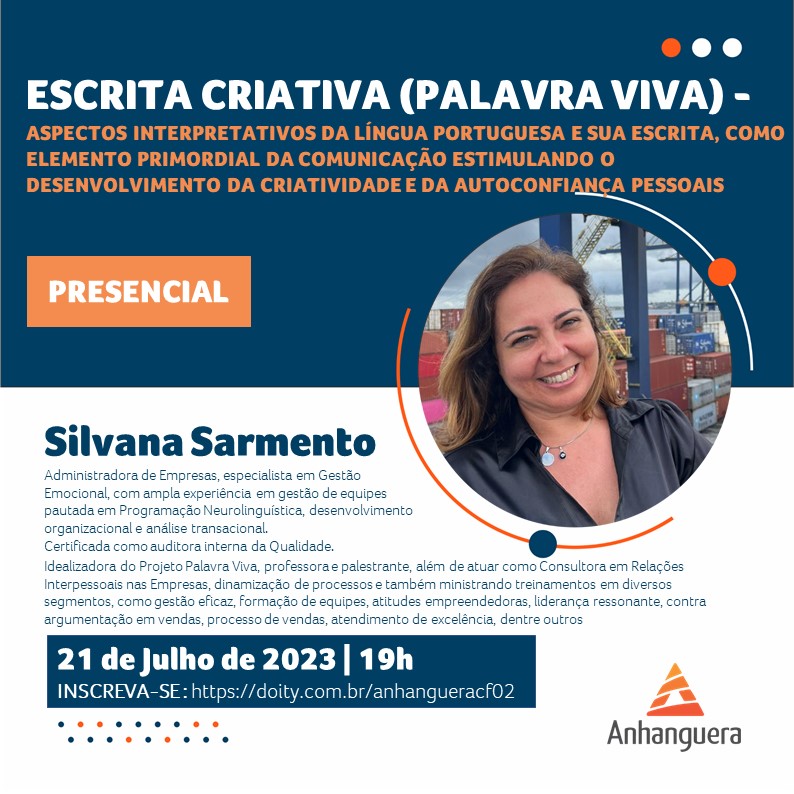 ESCRITA CRIATIVA (PALAVRA VIVA) -
ASPECTOS INTERPRETATIVOS DA LÍNGUA PORTUGUESA E SUA ESCRITA, COMO
ELEMENTO PRIMORDIAL DA COMUNICAÇÃO ESTIMULANDO O
DESENVOLVIMENTO DA CRIATIVIDADE E DA AUTOCONFIANÇA PESSOAIS
PRESENCIAL
Silvana Sarmento
Administradora de Empresas, especialista em Gestão
Emocional, com ampla experiência em gestão de equipes
pautada em Programação Neurolinguística, desenvolvimento
organizacional e análise transacional.
Certificada como auditora interna da Qualidade.
Idealizadora do Projeto Palavra Viva, professora e palestrante, além de atuar como Consultora em Relações
Interpessoais nas Empresas, dinamização de processos e também ministrando treinamentos em diversos
segmentos, como gestão eficaz, formação de equipes, atitudes empreendedoras, liderança ressonante, contra
argumentação em vendas, processo de vendas, atendimento de excelência, dentre outros
21 de Julho de 2023 | 19h
INSCREVA-SE: https://doity.com.br/anhangueracf02
Anhanguera